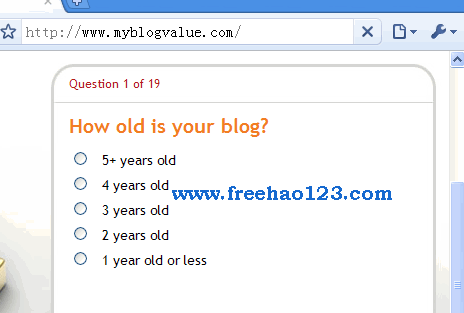 http://www.myblogvalue.com/
Question 1 of 19
How old is your blog?
5+ years old
4 years old
www.freehao123.com
3 years old
2 years old
1 year old or less